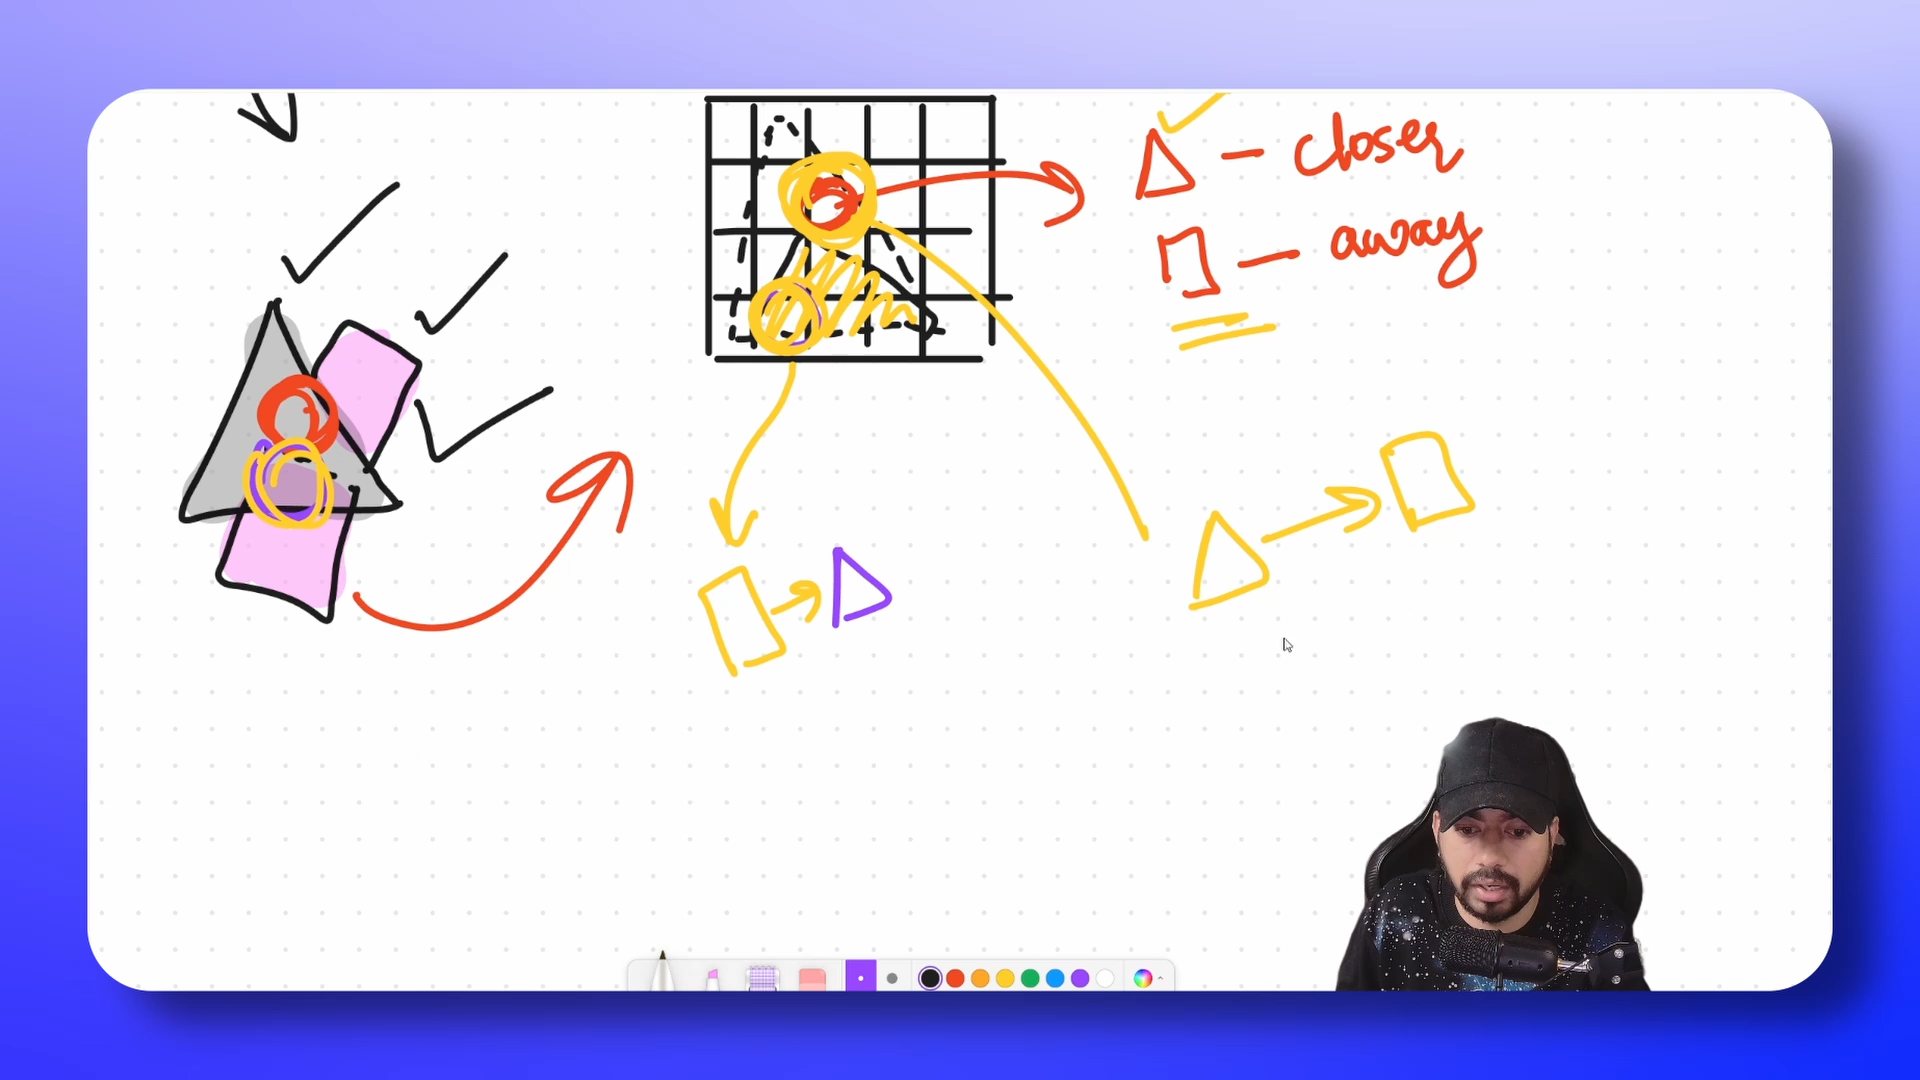 △ - closer
▯ - away